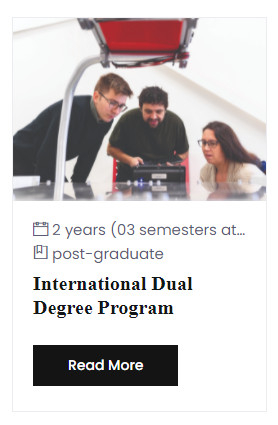 2 years (03 semesters at...
post-graduate
International Dual
Degree Program
Read More